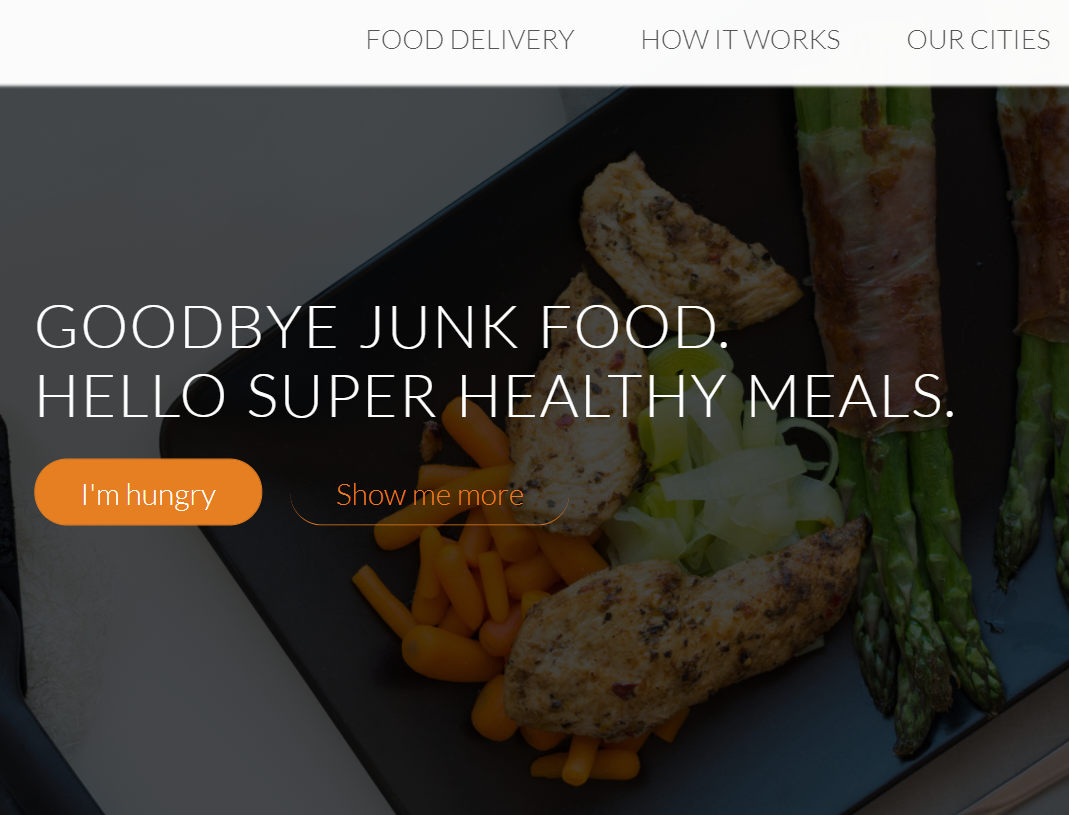 FOOD DELIVERY HOW IT WORKS OUR CITIES
GOODBYE JUNK FOOD.
HELLO SUPER HEALTHY MEALS.
I'm hungry Show me more